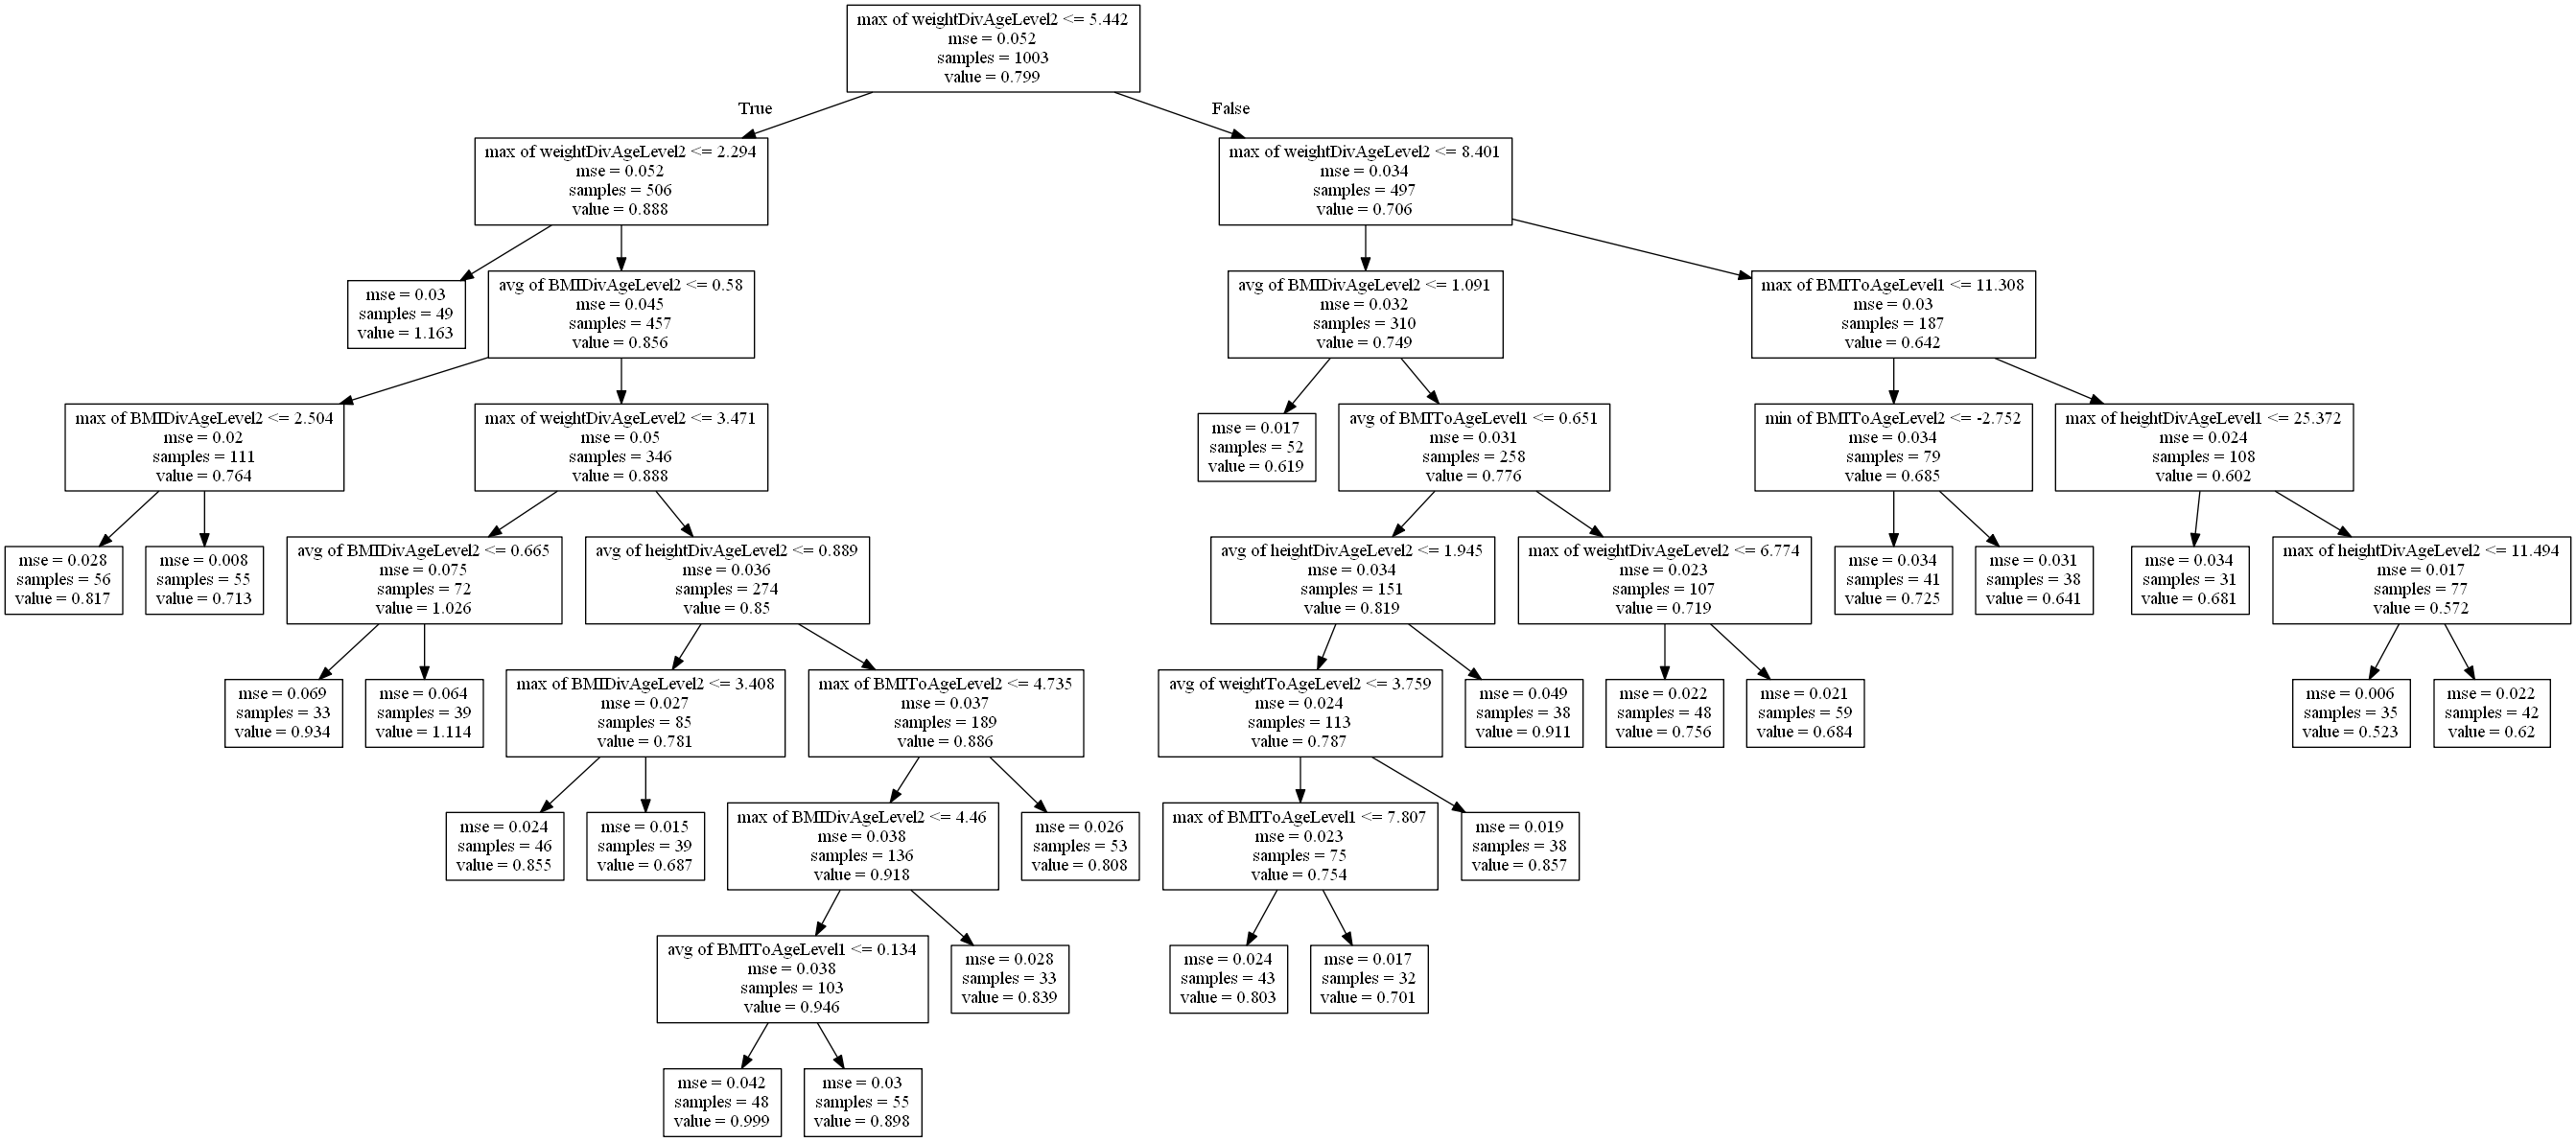 max of weightDivAgeLevel2 <= 5.442
mse = 0.052
samples = 1003
value = 0.799
True
False
max of weightDivAgeLevel2 <= 2.294
mse = 0.052
samples = 506
value = 0.888
max of weightDivAgeLevel2 <= 8.401
mse = 0.034
samples = 497
value = 0.706
mse = 0.03
samples = 49
value = 1.163
avg of BMIDivAgeLevel2 <= 0.58
mse = 0.045
samples = 457
value = 0.856
avg of BMIDivAgeLevel2 <= 1.091
mse = 0.032
samples = 310
value = 0.749
max of BMIToAgeLevel1 <= 11.308
mse = 0.03
samples = 187
value = 0.642
max of BMIDivAgeLevel2 <= 2.504
mse = 0.02
samples = 111
value = 0.764
max of weightDivAgeLevel2 <= 3.471
mse = 0.05
samples = 346
value = 0.888
mse = 0.017
samples = 52
value = 0.619
avg of BMIToAgeLevel1 <= 0.651
mse = 0.031
samples = 258
value = 0.776
min of BMIToAgeLevel2 <= -2.752
mse = 0.034
samples = 79
value = 0.685
max of heightDivAgeLevel1 <= 25.372
mse = 0.024
samples = 108
value = 0.602
mse = 0.028
samples = 56
value = 0.817
mse = 0.008
samples = 55
value = 0.713
avg of BMIDivAgeLevel2 <= 0.665
mse = 0.075
samples = 72
value = 1.026
avg of heightDivAgeLevel2 <= 0.889
mse = 0.036
samples = 274
value = 0.85
avg of heightDivAgeLevel2 <= 1.945
mse = 0.034
samples = 151
value = 0.819
max of weightDivAgeLevel2 <= 6.774
mse = 0.023
samples = 107
value = 0.719
mse = 0.034
samples = 41
value = 0.725
mse = 0.031
samples = 38
value = 0.641
mse = 0.034
samples = 31
value = 0.681
max of heightDivAgeLevel2 <= 11.494
mse = 0.017
samples = 77
value = 0.572
mse = 0.069
samples = 33
value = 0.934
mse = 0.064
samples = 39
value = 1.114
max of BMIDivAgeLevel2 <= 3.408
mse = 0.027
samples = 85
value = 0.781
max of BMIToAgeLevel2 <= 4.735
mse = 0.037
samples = 189
value = 0.886
avg of weightToAgeLevel2 <= 3.759
mse = 0.024
samples = 113
value = 0.787
mse = 0.049
samples = 38
value = 0.911
mse = 0.022
samples = 48
value = 0.756
mse = 0.021
samples = 59
value = 0.684
mse = 0.006
samples = 35
value = 0.523
mse = 0.022
samples = 42
value = 0.62
mse = 0.024
samples = 46
value = 0.855
mse = 0.015
samples = 39
value = 0.687
max of BMIDivAgeLevel2 <= 4.46
mse = 0.038
samples = 136
value = 0.918
mse = 0.026
samples = 53
value = 0.808
max of BMIToAgeLevel1 <= 7.807
mse = 0.023
samples = 75
value = 0.754
mse = 0.019
samples = 38
value = 0.857
avg of BMIToAgeLevel1 <= 0.134
mse = 0.038
samples = 103
value = 0.946
mse = 0.028
samples = 33
value = 0.839
mse = 0.024
samples = 43
value = 0.803
mse = 0.017
samples = 32
value = 0.701
mse = 0.042
samples = 48
value = 0.999
mse = 0.03
samples = 55
value = 0.898